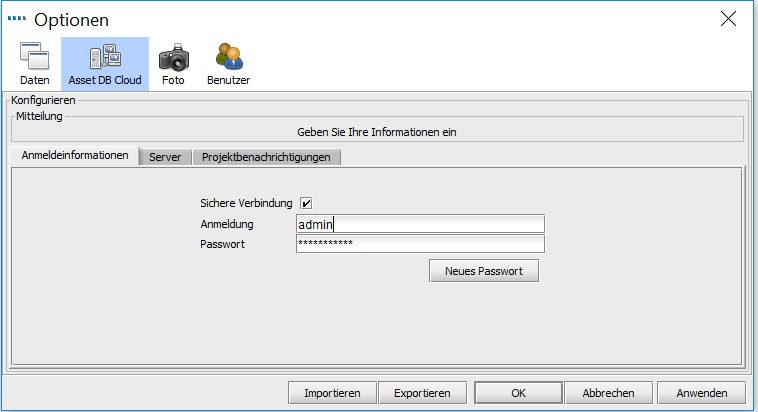 Optionen
Daten Asset DB Cloud Foto Benutzer
Konfigurieren
Mitteilung
Geben Sie Ihre Informationen ein
Anmeldeinformationen Server Projektbenachrichtigungen
Sichere Verbindung
Anmeldung admin
Passwort ***********
Neues Passwort
Importieren Exportieren OK Abbrechen Anwenden